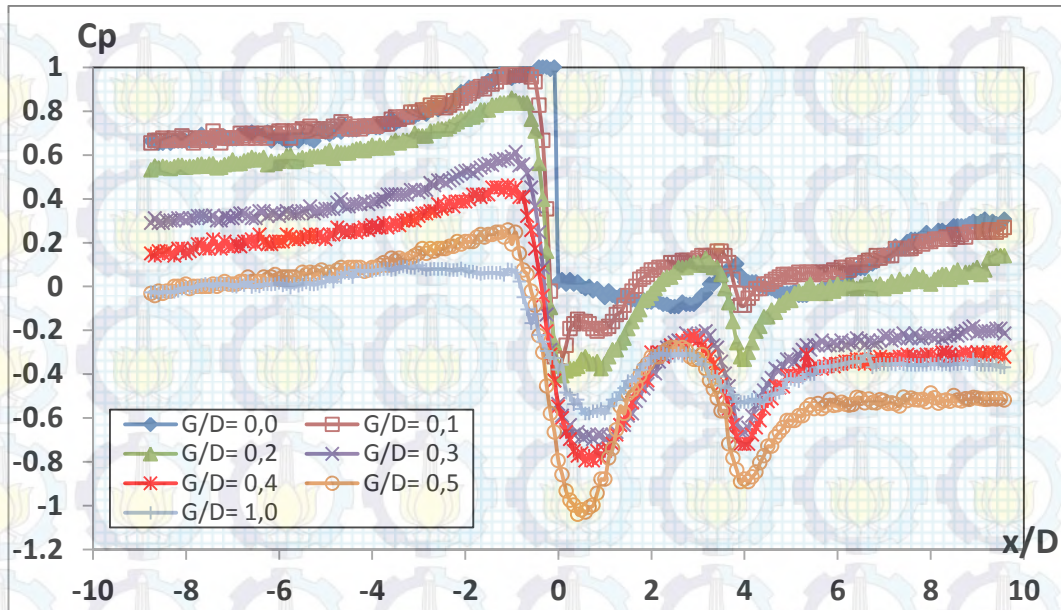 Cp
1
0.8
0.6
0.4
0.2
0
-0.2
-0.4
-0.6
-0.8
-1
-1.2
G/D= 0,0 G/D= 0,1
G/D= 0,2 G/D= 0,3
G/D= 0,4 G/D= 0,5
G/D= 1,0
x/D
-10 -8 -6 -4 -2 0 2 4 6 8 10